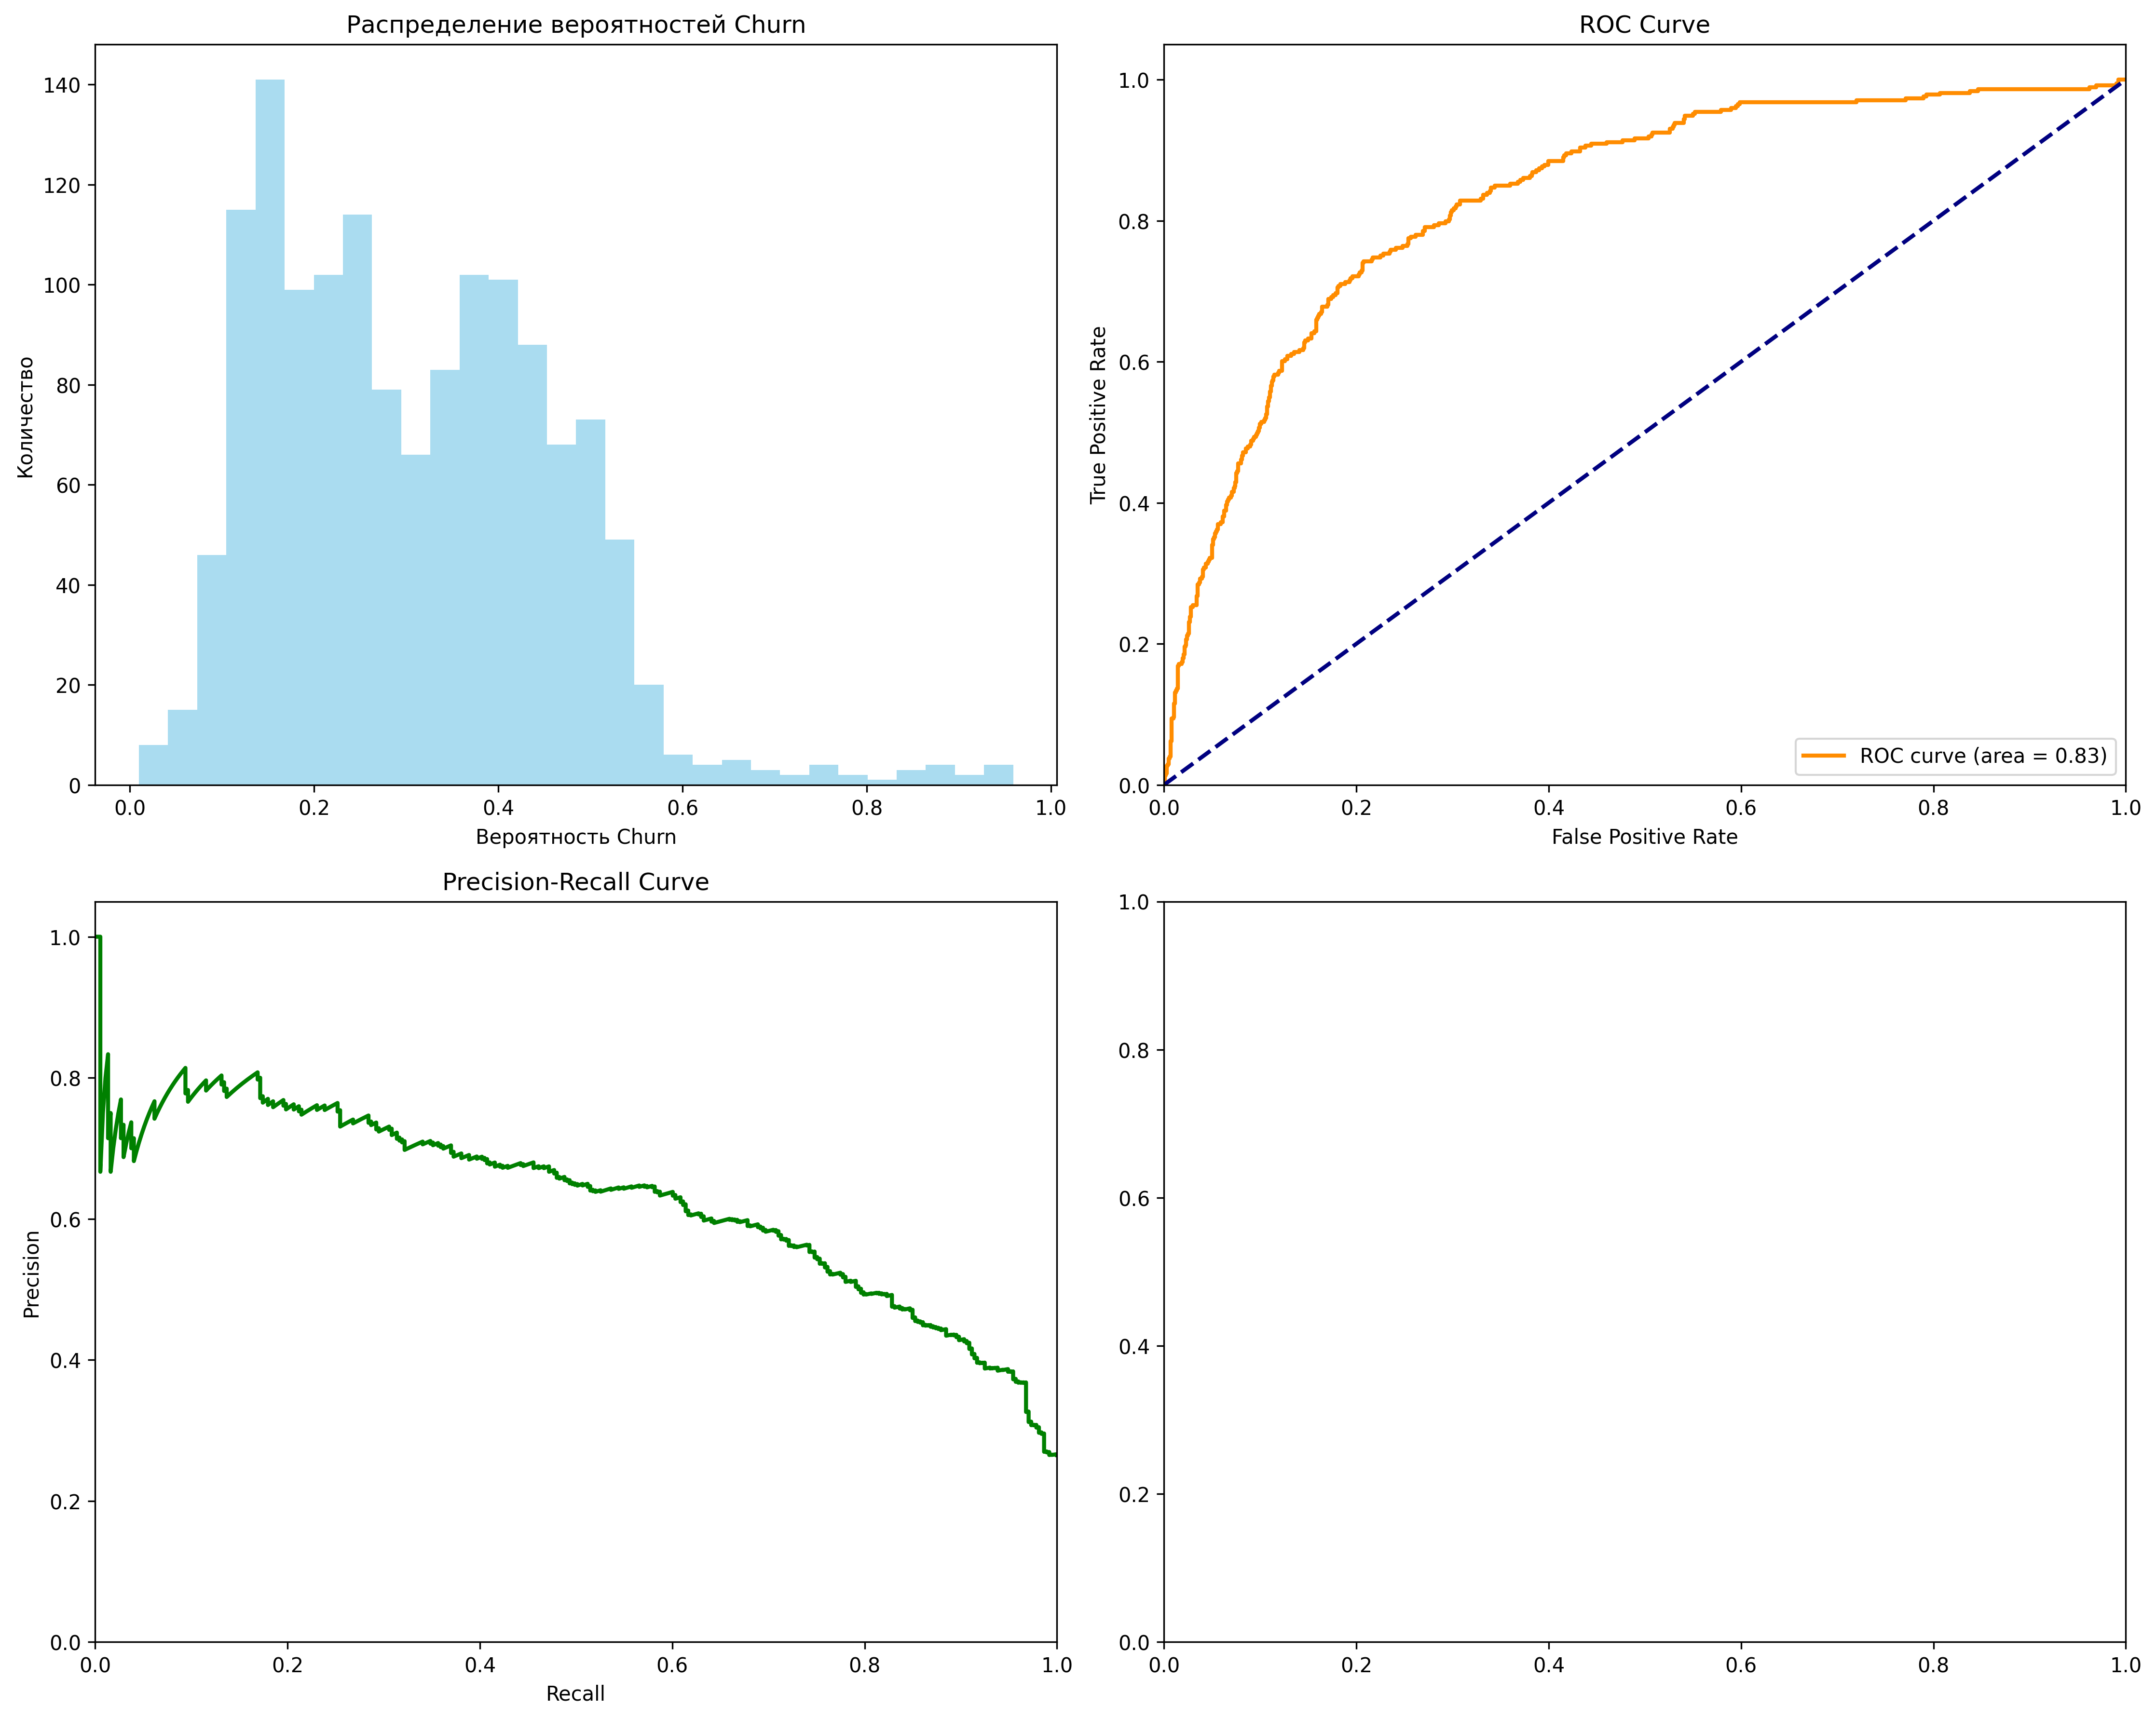 Распределение вероятностей Churn
140
120
100
80
60
40
20
0
Количество
0.0 0.2 0.4 0.6 0.8 1.0
Вероятность Churn
ROC Curve
1.0
0.8
0.6
0.4
0.2
0.0
True Positive Rate
ROC curve (area = 0.83)
0.0 0.2 0.4 0.6 0.8 1.0
False Positive Rate
Precision-Recall Curve
1.0
0.8
0.6
0.4
0.2
0.0
Precision
0.0 0.2 0.4 0.6 0.8 1.0
Recall
1.0
0.8
0.6
0.4
0.2
0.0
0.0 0.2 0.4 0.6 0.8 1.0